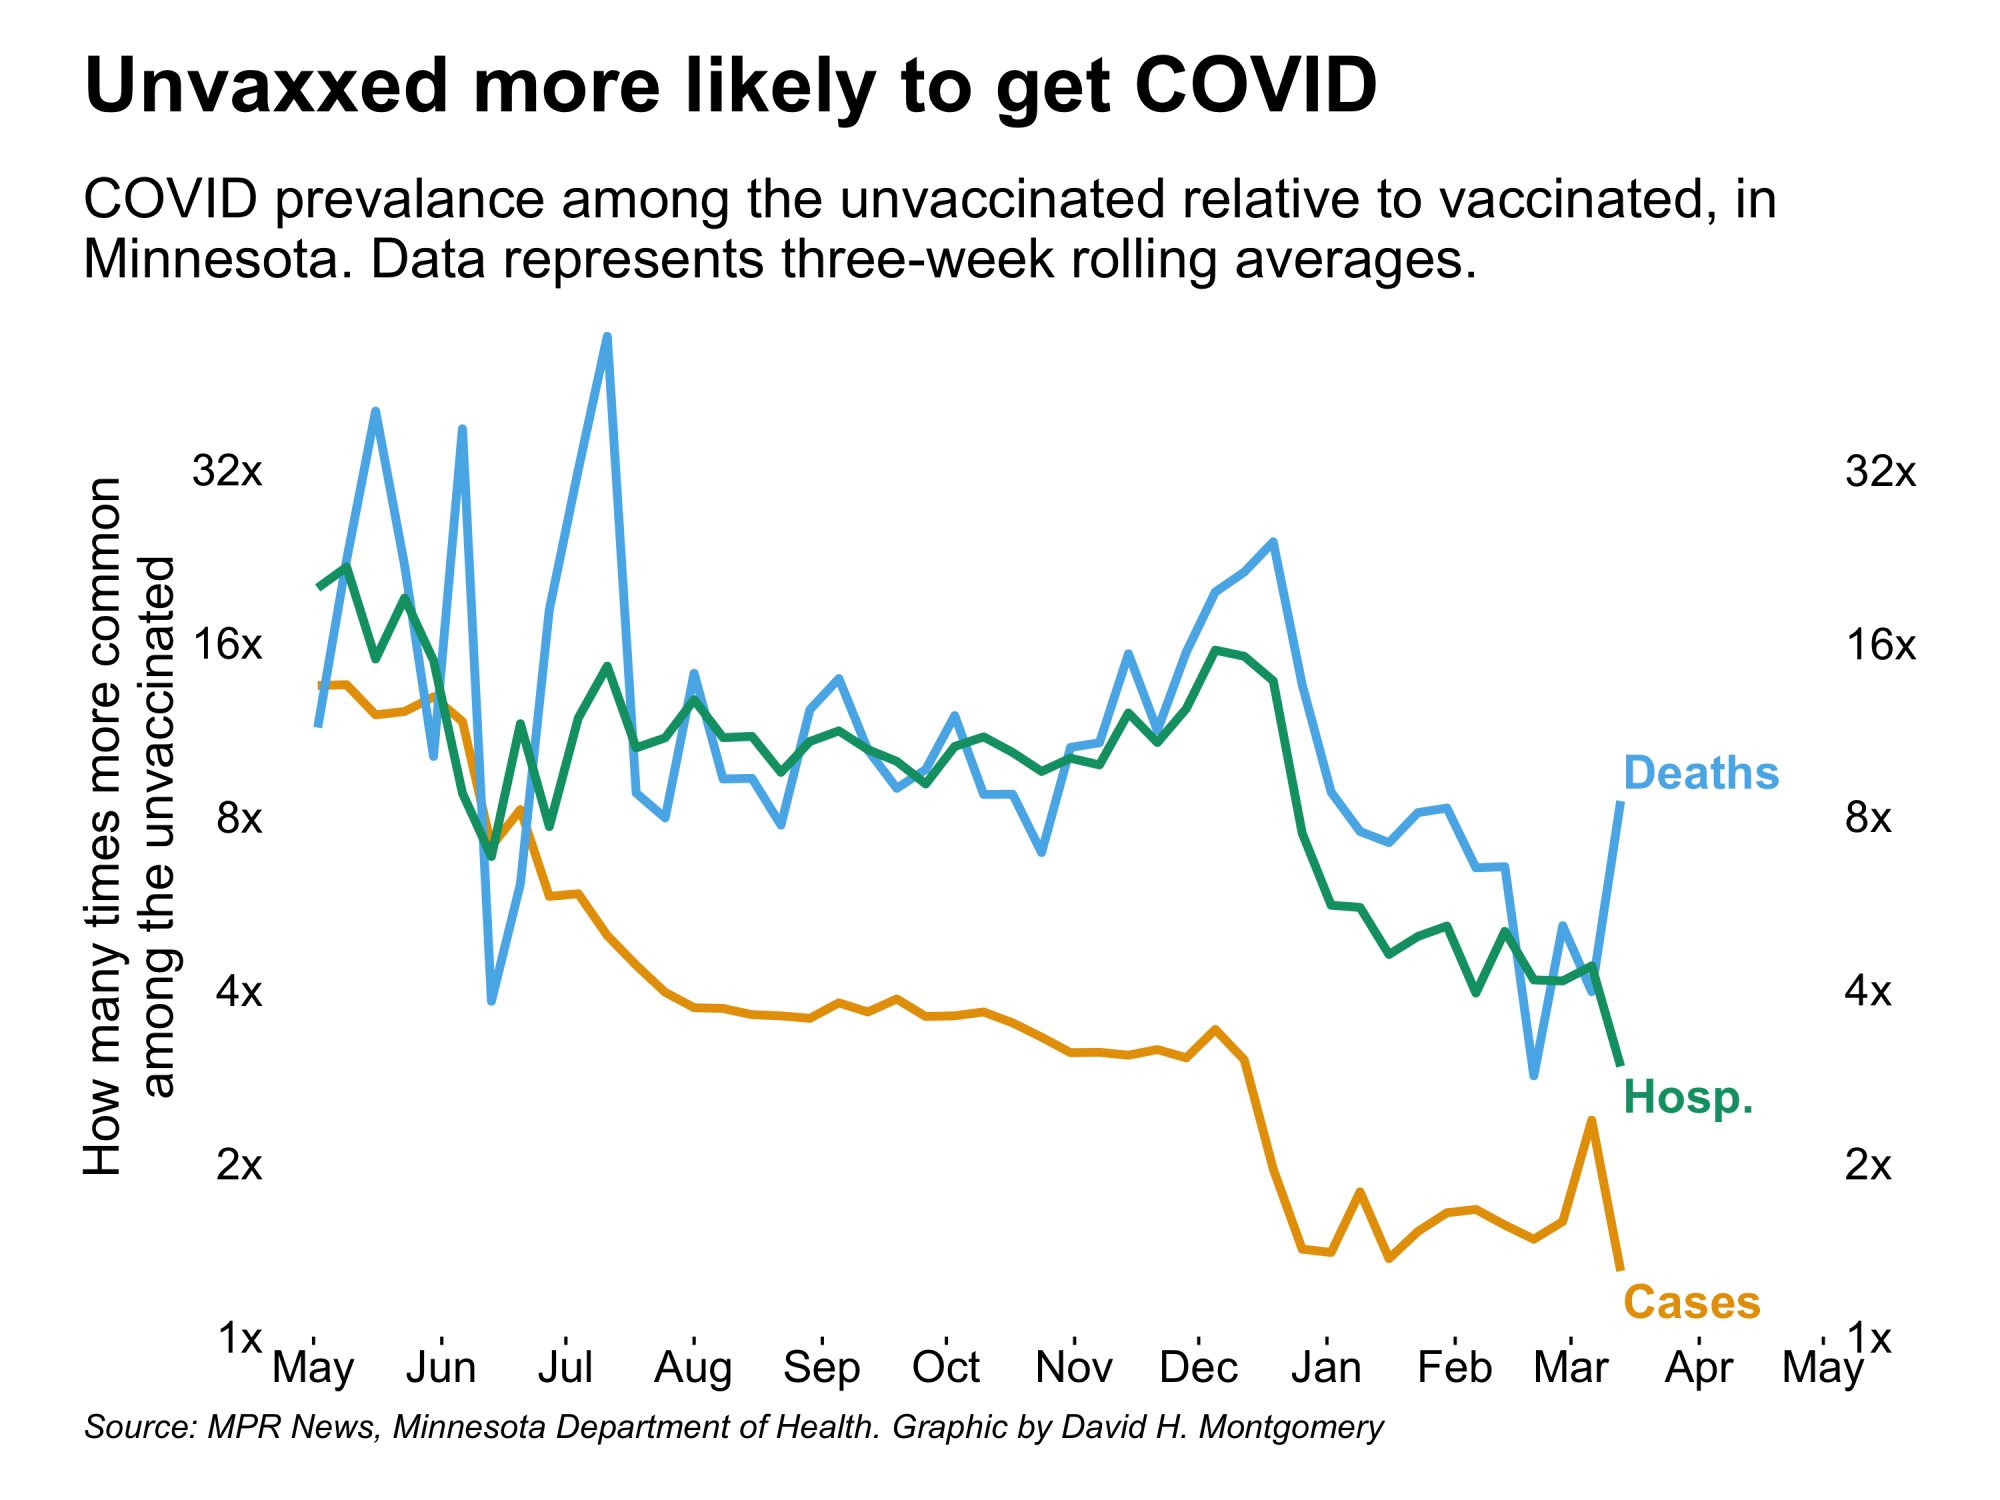 Unvaxxed more likely to get COVID
COVID prevalance among the unvaccinated relative to vaccinated, in
Minnesota. Data represents three-week rolling averages.
How many times more common
among the unvaccinated
32x
32x
16x
16x
8x
8x
4x
4x
2x
2x
1x
1x
Deaths
Hosp.
Cases
May Jun Jul Aug Sep Oct Nov Dec Jan Feb Mar Apr May
Source: MPR News, Minnesota Department of Health. Graphic by David H. Montgomery